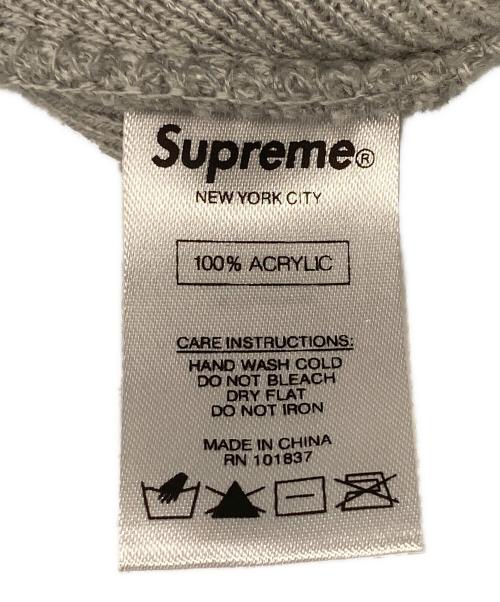 Supreme®
NEW YORK CITY
100% ACRYLIC
CARE INSTRUCTIONS:
HAND WASH COLD
DO NOT BLEACH
DRY FLAT
DO NOT IRON
MADE IN CHINA
RN 101837